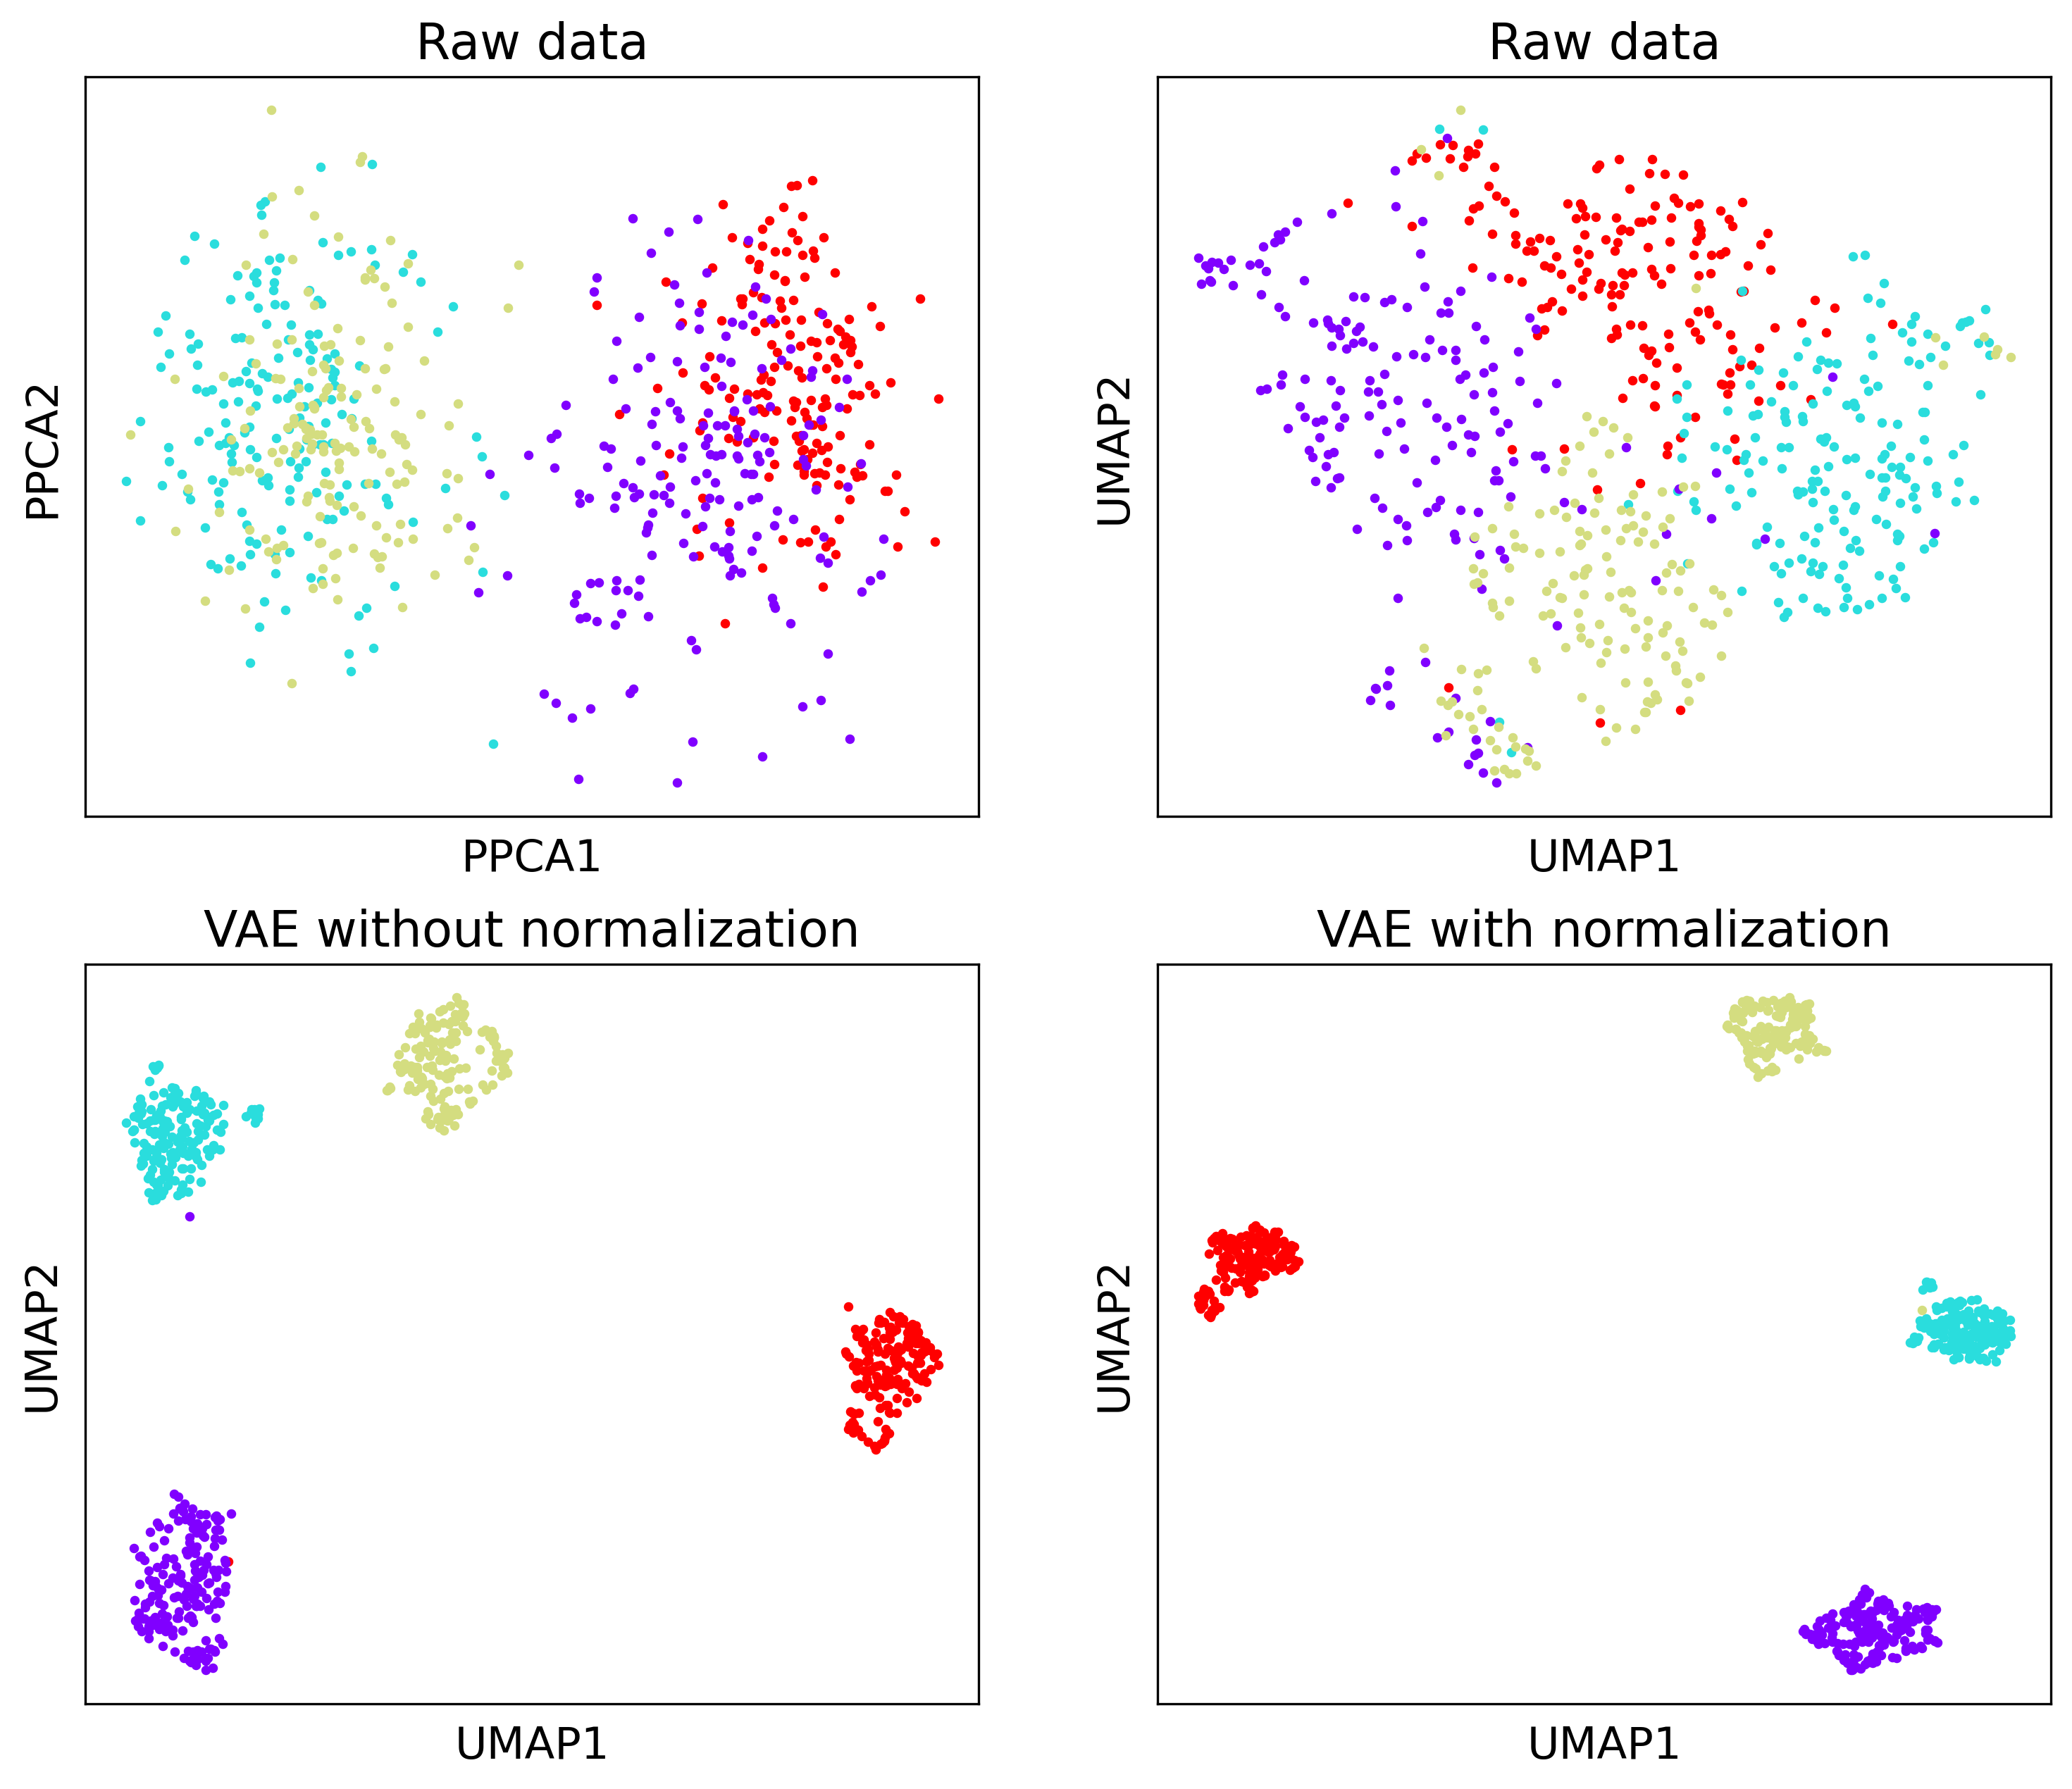 Raw data
PPCA2
PPCA1
Raw data
UMAP2
UMAP1
VAE without normalization
UMAP2
UMAP1
VAE with normalization
UMAP2
UMAP1